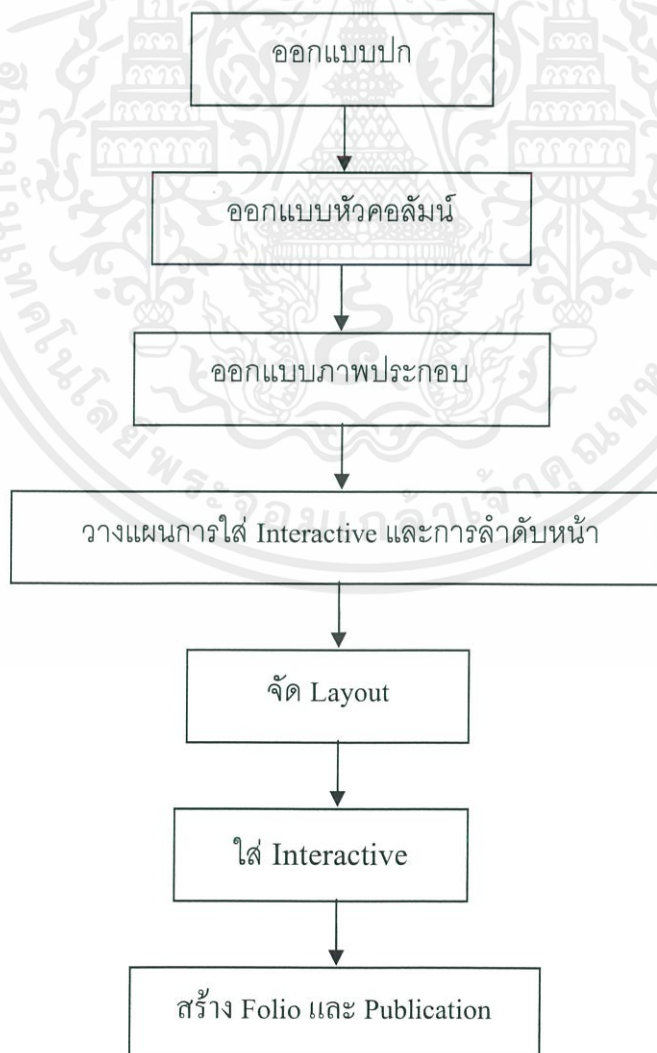 ออกแบบปก
ออกแบบหัวคอลัมน์
ออกแบบภาพประกอบ
วางแผนการใส่ Interactive และการลำดับหน้า
จัด Layout
ใส่ Interactive
สร้าง Folio และ Publication